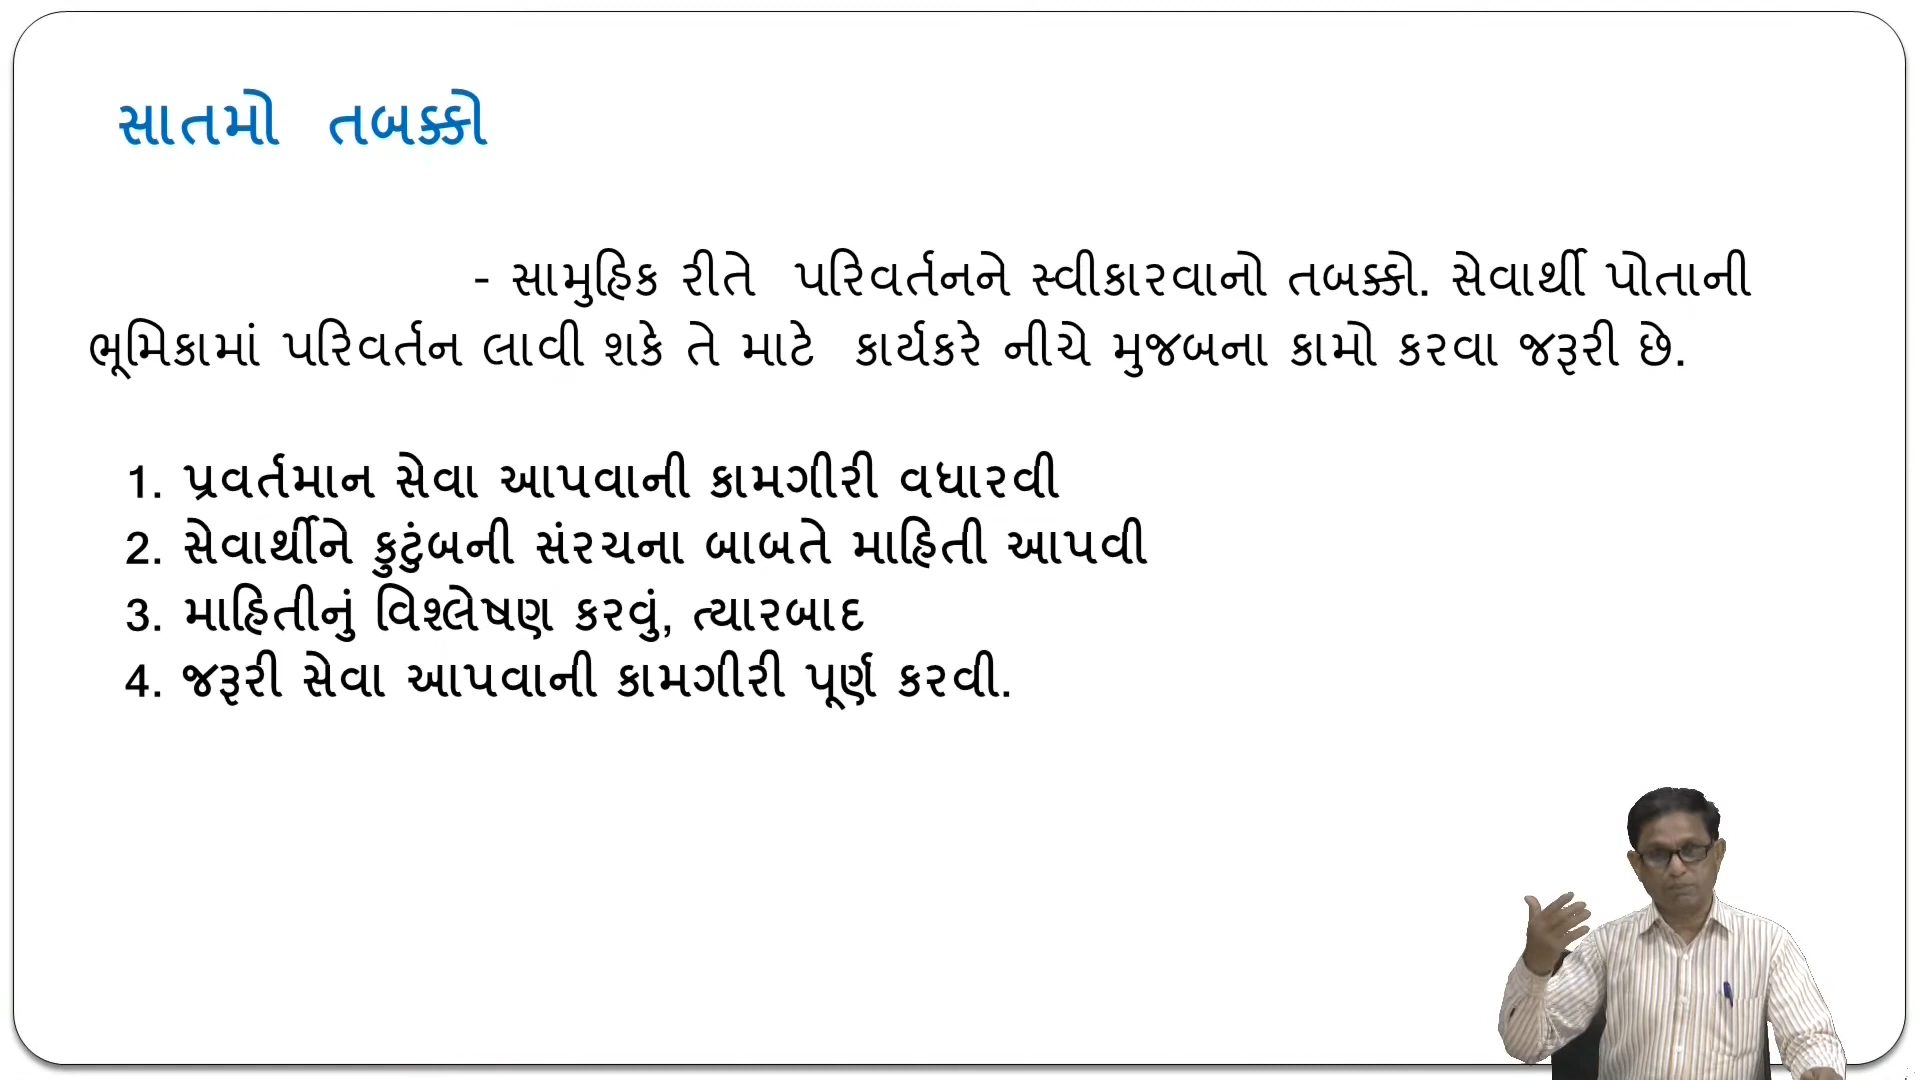 સાતમો તબક્કો
- સામુહિક રીતે પરિવર્તનને સ્વીકારવાનો તબક્કો. સેવાર્થી પોતાની
ભૂમિકામાં પરિવર્તન લાવી શકે તે માટે કાર્યકરે નીચે મુજબના કામો કરવા જરૂરી છે.
1. પ્રવર્તમાન સેવા આપવાની કામગીરી વધારવી
2. સેવાર્થીને કુટુંબની સંરચના બાબતે માહિતી આપવી
3. માહિતીનું વિશ્લેષણ કરવું, ત્યારબાદ
4. જરૂરી સેવા આપવાની કામગીરી પૂર્ણ કરવી.